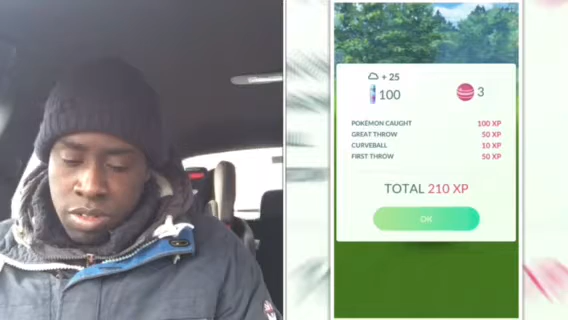 + 25
100
3
POKÉMON CAUGHT 100 XP
GREAT THROW 50 XP
CURVEBALL 10 XP
FIRST THROW 50 XP
TOTAL 210 XP
OK